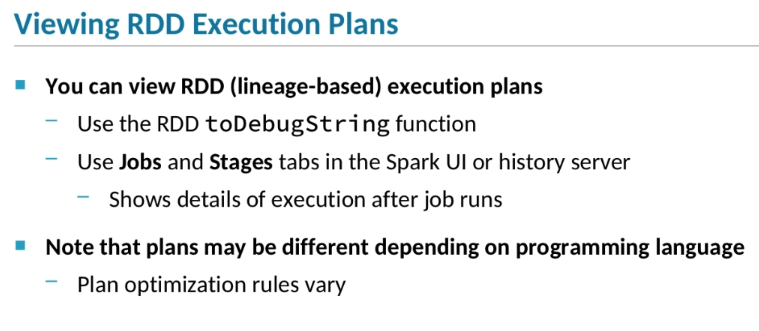 Viewing RDD Execution Plans
You can view RDD (lineage-based) execution plans
Use the RDD toDebugString function
Use Jobs and Stages tabs in the Spark UI or history server
Shows details of execution after job runs
Note that plans may be different depending on programming language
Plan optimization rules vary